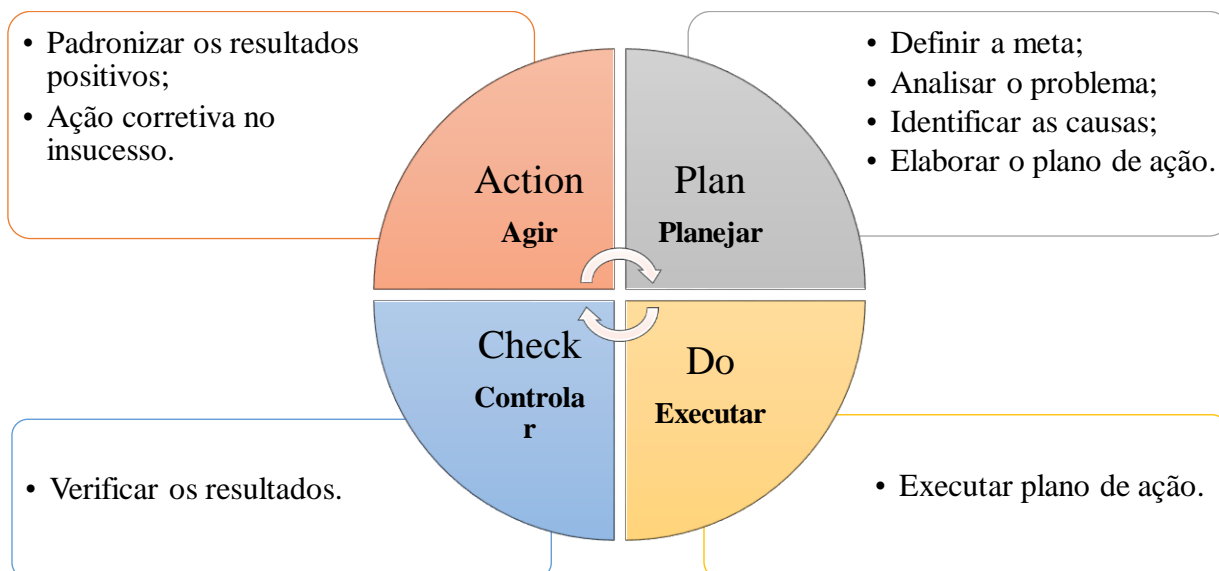 • Padronizar os resultados
positivos;
• Ação corretiva no
insucesso.
• Definir a meta;
• Analisar o problema;
• Identificar as causas;
• Elaborar o plano de ação.
Action
Agir
Plan
Planejar
Check
Controla
r
Do
Executar
• Verificar os resultados.
• Executar plano de ação.